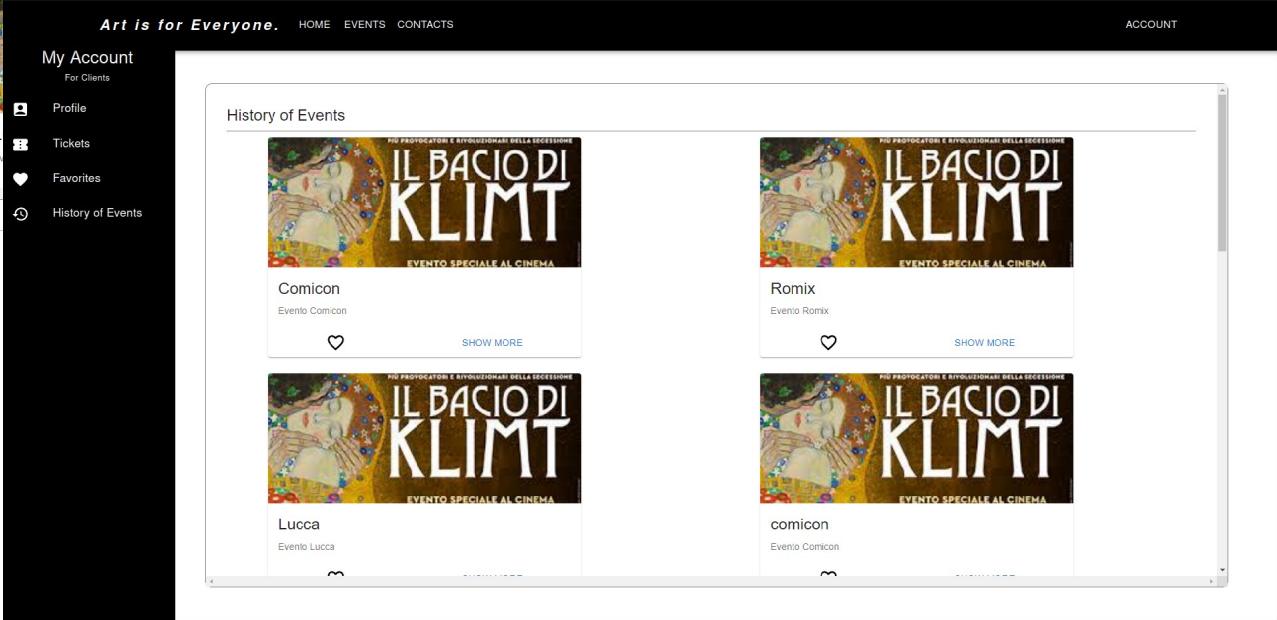 Art is for Everyone. HOME EVENTS CONTACTS ACCOUNT
My Account
For Clients
Profile
Tickets
Favorites
History of Events
History of Events
PIÙ PROVOCATORI E RIVOLUZIONARI DELLA SECESSIONE
IL BACIO DI
KLIMT
EVENTO SPECIALE AL CINEMA
Comicon
Evento Comicon
SHOW MORE
PIÙ PROVOCATORI E RIVOLUZIONARI DELLA SECESSIONE
IL BACIO DI
KLIMT
EVENTO SPECIALE AL CINEMA
Romix
Evento Romix
SHOW MORE
PIÙ PROVOCATORI E RIVOLUZIONARI DELLA SECESSIONE
IL BACIO DI
KLIMT
EVENTO SPECIALE AL CINEMA
Lucca
Evento Lucca
SHOW MORE
PIÙ PROVOCATORI E RIVOLUZIONARI DELLA SECESSIONE
IL BACIO DI
KLIMT
EVENTO SPECIALE AL CINEMA
comicon
Evento Comicon
SHOW MORE